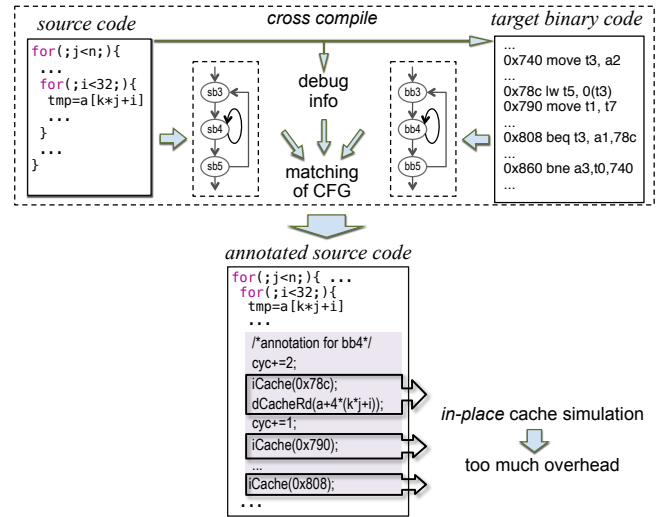 source code
cross compile
target binary code
for(;j<n;){
...
for(;i<32;){
tmp=a[k*j+i]
...
}
...
}
sb3
sb4
sb5
debug
info
matching
of CFG
bb3
bb4
bb5
...
0x740 move t3, a2
...
0x78c lw t5, 0(t3)
0x790 move t1, t7
...
0x808 beq t3, a1,78c
...
0x860 bne a3,t0,740
...
annotated source code
for(;j<n;){ ...
for(;i<32;){
tmp=a[k*j+i]
...
/*annotation for bb4*/
cyc+=2;
iCache(0x78c);
dCacheRd(a+4*(k*j+i));
cyc+=1;
iCache(0x790);
...
iCache(0x808);
...
in-place cache simulation
too much overhead